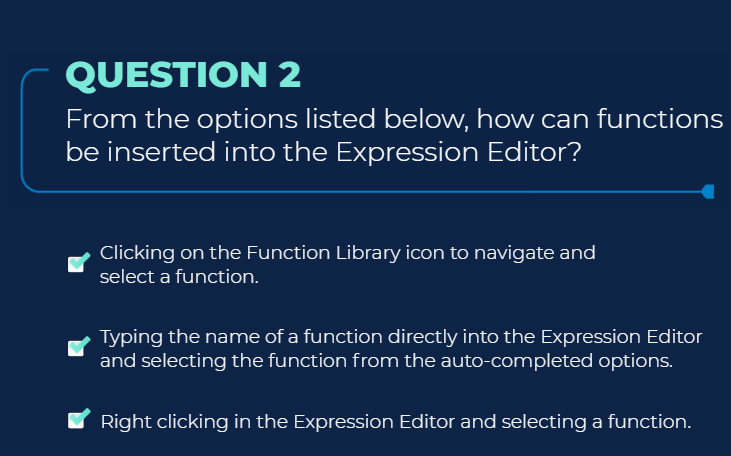 QUESTION 2
From the options listed below, how can functions
be inserted into the Expression Editor?
Clicking on the Function Library icon to navigate and
select a function.
Typing the name of a function directly into the Expression Editor
and selecting the function from the auto-completed options.
Right clicking in the Expression Editor and selecting a function.